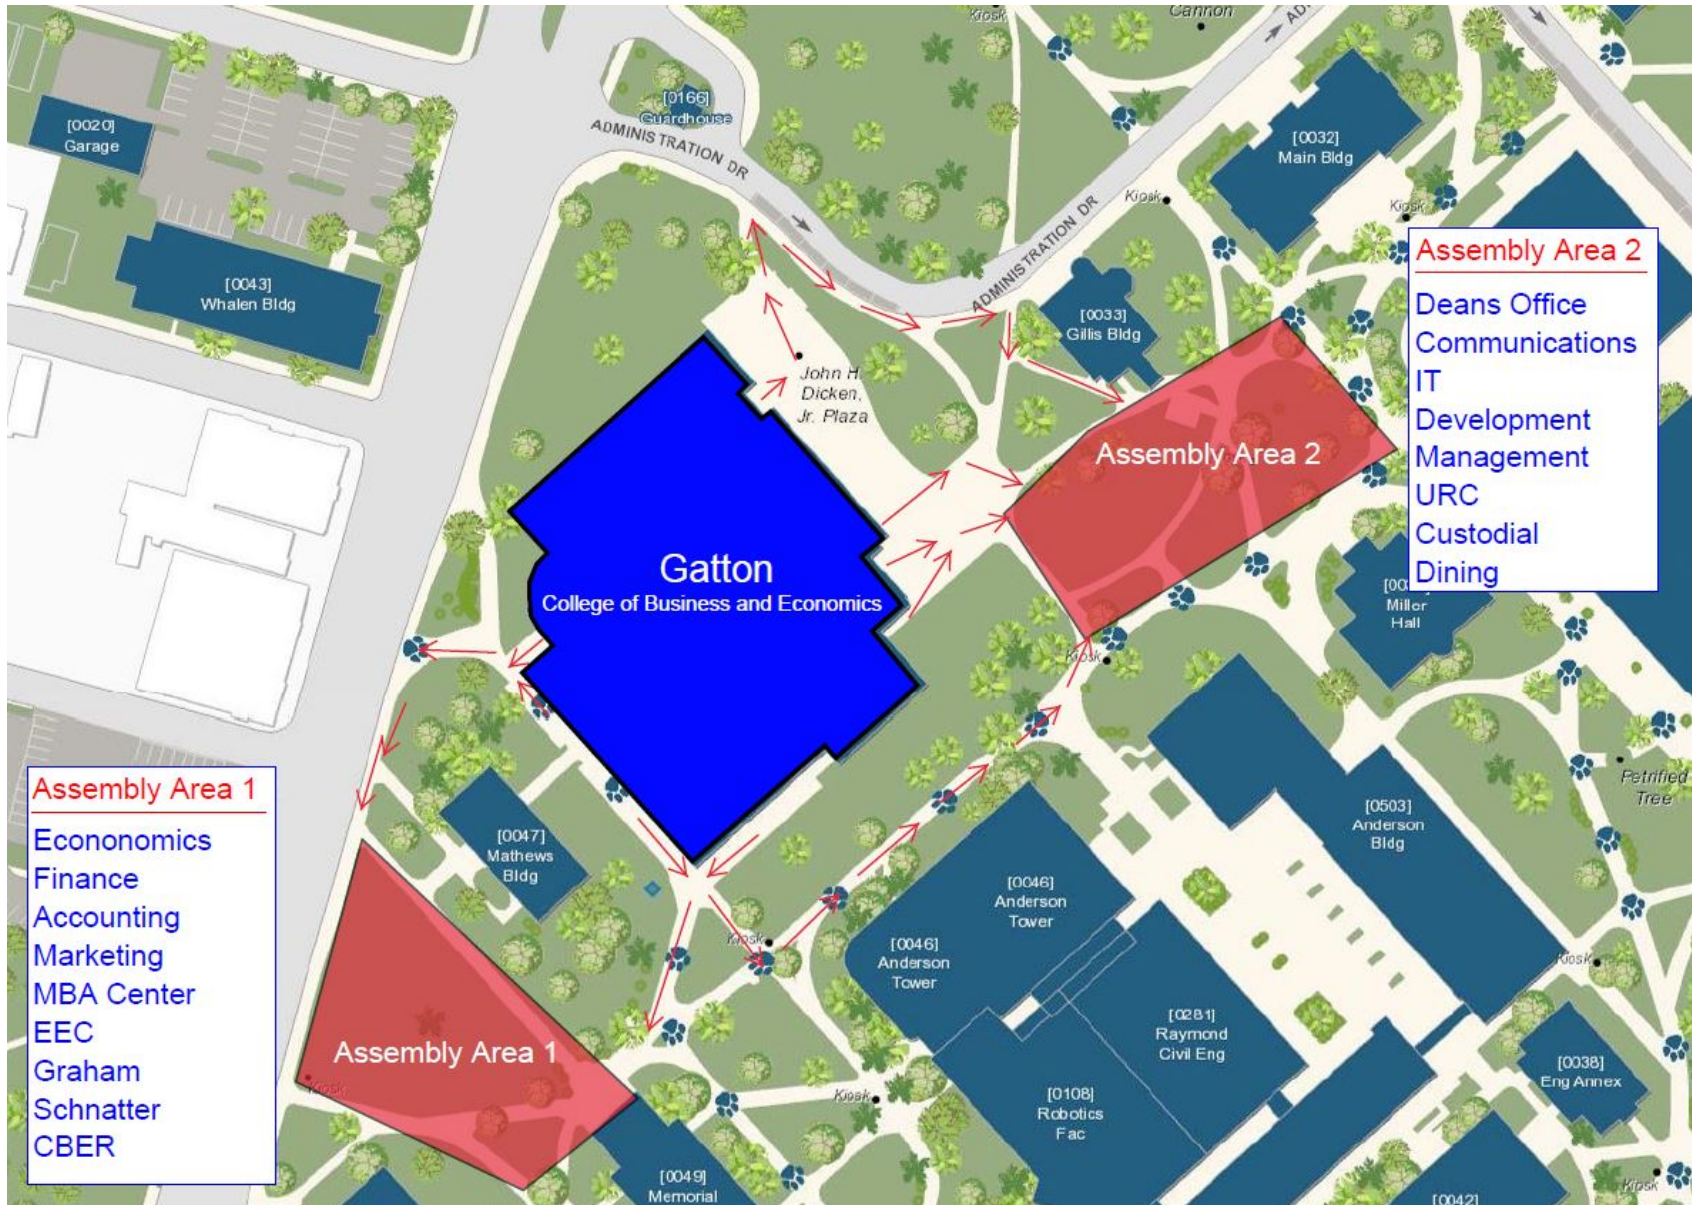 Kiosk
Cannon
[0166]
Guardhouse
ADMINISTRATION DR
[0020]
Garage
[0032]
Main Bldg
Kiosk
Kiosk
ADMINISTRATION DR
[0043]
Whalen Bldg
[0033]
Gillis Bldg
John H.
Dicken,
Jr. Plaza
Assembly Area 2
Deans Office
Communications
IT
Development
Management
URC
Custodial
Dining
Assembly Area 2
Gatton
College of Business and Economics
Miller
Hall
Kiosk
Petrified
Tree
[0503]
Anderson
Bldg
Assembly Area 1
Econonomics
Finance
Accounting
Marketing
MBA Center
EEC
Graham
Schnatter
CBER
[0047]
Mathews
Bldg
[0046]
Anderson
Tower
Kiosk
[0046]
Anderson
Tower
Kiosk
[0281]
Raymond
Civil Eng
Assembly Area 1
Kiosk
[0038]
Eng Annex
Kiosk
[0108]
Robotics
Fac
[0049]
Memorial
Kiosk
[0042]